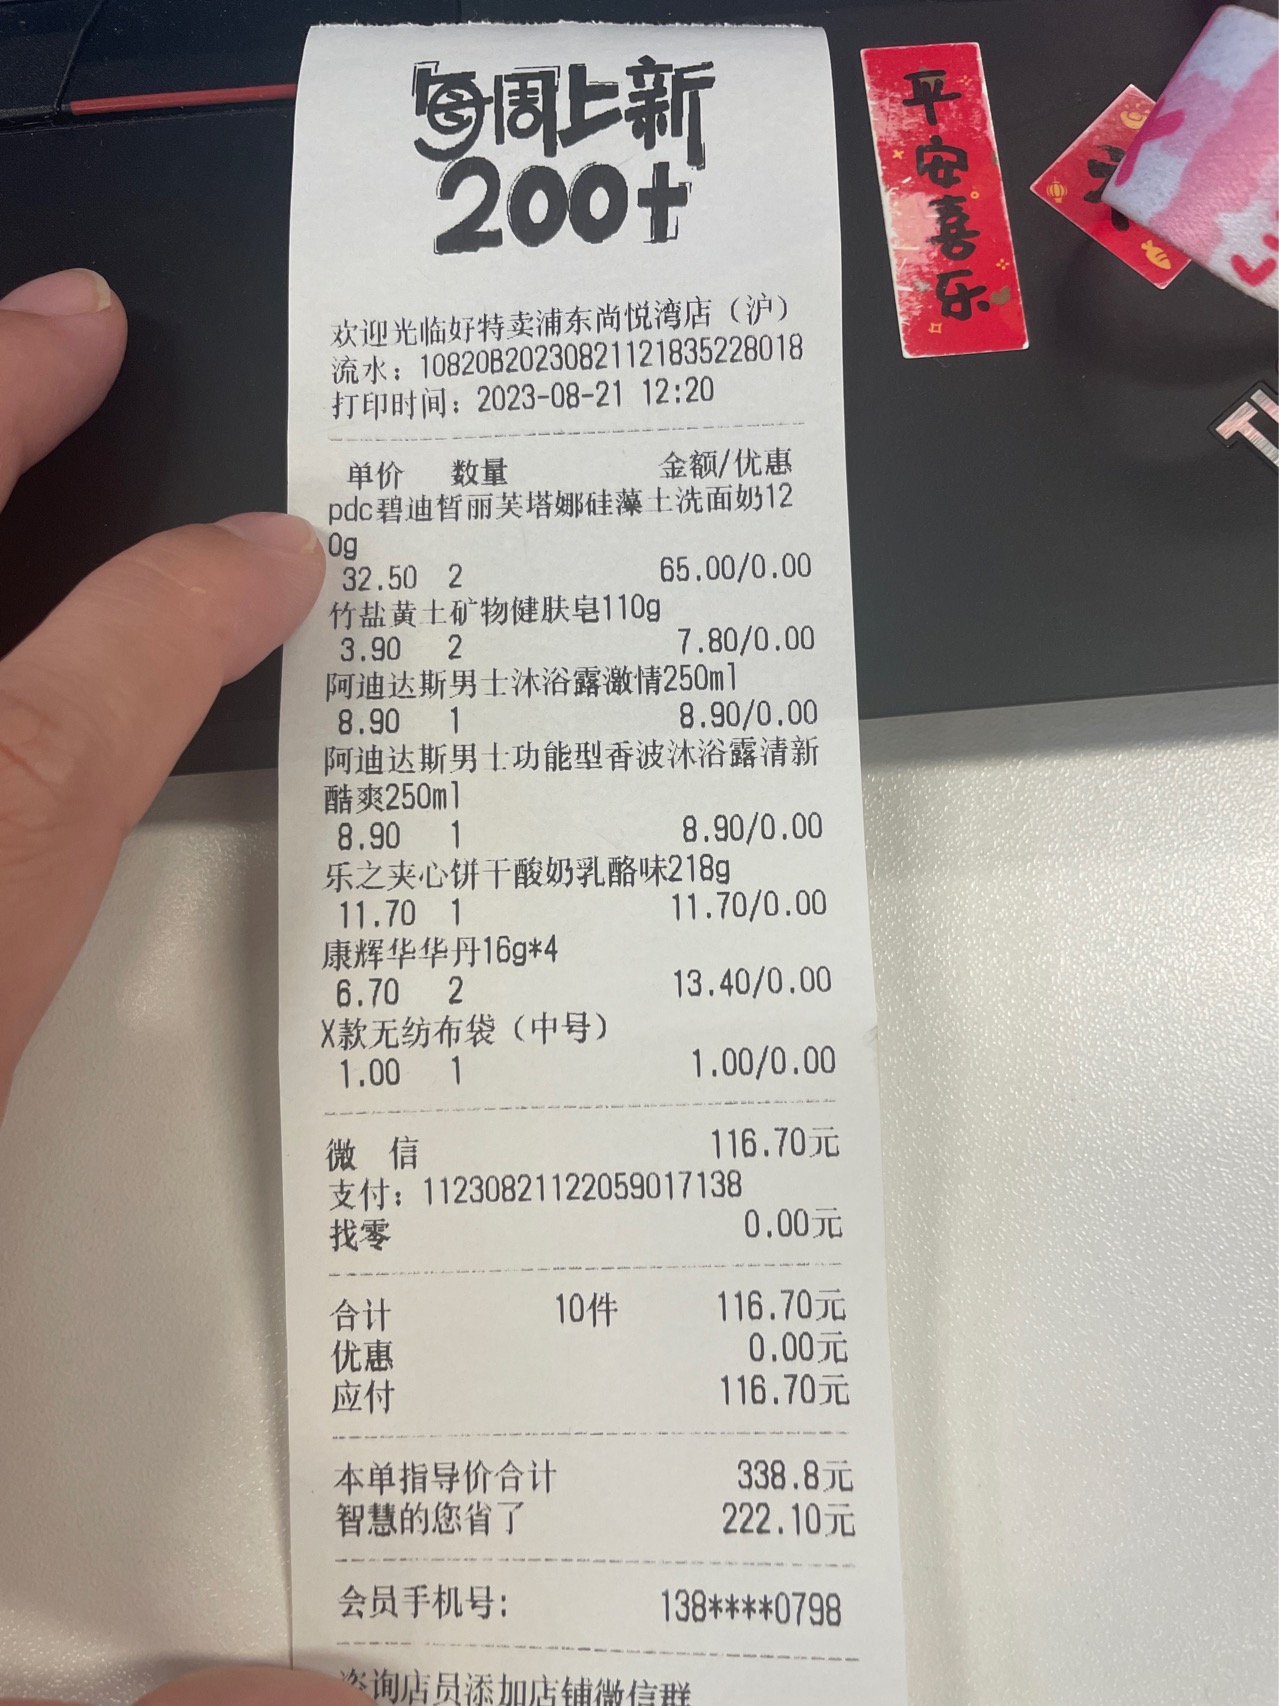 每周上新
200+
欢迎光临好特卖浦东尚悦湾店（沪）
流水：10820B20230821121835228018
打印时间：2023-08-21 12:20
单价 数量 金额/优惠
pdc碧迪皙丽芙塔娜硅藻土洗面奶12
0g
32.50 2 65.00/0.00
竹盐黄土矿物健肤皂110g
3.90 2 7.80/0.00
阿迪达斯男士沐浴露激情250ml
8.90 1 8.90/0.00
阿迪达斯男士功能型香波沐浴露清新
酷爽250ml
8.90 1 8.90/0.00
乐之夹心饼干酸奶乳酪味218g
11.70 1 11.70/0.00
康辉华华丹16g*4
6.70 2 13.40/0.00
X款无纺布袋（中号）
1.00 1 1.00/0.00
微 信 116.70元
支付：11230821122059017138
找零 0.00元
合计 10件 116.70元
优惠 0.00元
应付 116.70元
本单指导价合计 338.8元
智慧的您省了 222.10元
会员手机号: 138****0798
咨询店员添加店铺微信群
平安喜乐